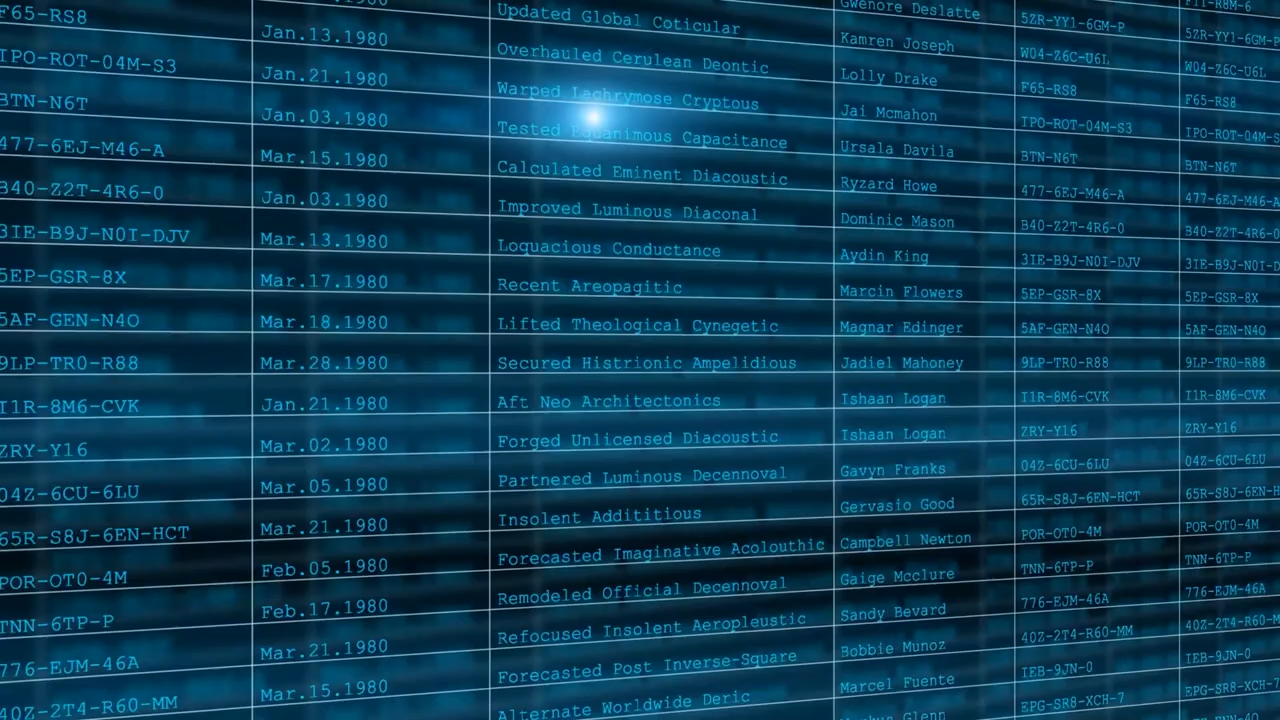 Gwenore Deslatte 5ZR-YY1-6GM-P 5ZR-YY1-6GM-P
Updated Global Coticular Kamren Joseph W04-Z6C-U6L W04-Z6C-U6L
F65-RS8 Jan.13.1980 Overhauled Cerulean Deontic Lolly Drake F65-RS8 F65-RS8
IPO-ROT-04M-S3 Jan.21.1980 Warped Lachrymose Cryptous Jai Mcmahon IPO-ROT-04M-S3 IPO-ROT-04M-S
BTN-N6T Jan.03.1980 Tested Equanimous Capacitance Ursala Davila BTN-N6T BTN-N6T
477-6EJ-M46-A Mar.15.1980 Calculated Eminent Diacoustic Ryzard Howe 477-6EJ-M46-A 477-6EJ-M46-A
B40-Z2T-4R6-0 Jan.03.1980 Improved Luminous Diaconal Dominic Mason B40-Z2T-4R6-0 B40-Z2T-4R6-0
3IE-B9J-N0I-DJV Mar.13.1980 Loquacious Conductance Aydin King 3IE-B9J-N0I-DJV 3IE-B9J-N0I-D
5EP-GSR-8X Mar.17.1980 Recent Areopagitic Marcin Flowers 5EP-GSR-8X 5EP-GSR-8X
5AF-GEN-N4O Mar.18.1980 Lifted Theological Cynegetic Magnar Edinger 5AF-GEN-N4O 5AF-GEN-N4O
9LP-TR0-R88 Mar.28.1980 Secured Histrionic Ampelidious Jadiel Mahoney 9LP-TR0-R88 9LP-TR0-R88
I1R-8M6-CVK Jan.21.1980 Aft Neo Architectonics Ishaan Logan I1R-8M6-CVK I1R-8M6-CVK
ZRY-Y16 Mar.02.1980 Forged Unlicensed Diacoustic Ishaan Logan ZRY-Y16 ZRY-Y16
04Z-6CU-6LU Mar.05.1980 Partnered Luminous Decennoval Gavyn Franks 04Z-6CU-6LU 04Z-6CU-6LU
65R-S8J-6EN-HCT Mar.21.1980 Insolent Addititious Gervasio Good 65R-S8J-6EN-HCT 65R-S8J-6EN-H
POR-OT0-4M Feb.05.1980 Forecasted Imaginative Acolouthic Campbell Newton POR-OT0-4M POR-OT0-4M
TNN-6TP-P Feb.17.1980 Remodeled Official Decennoval Gaige Mcclure TNN-6TP-P TNN-6TP-P
776-EJM-46A Mar.21.1980 Refocused Insolent Aeropleustic Sandy Bevard 776-EJM-46A 776-EJM-46A
40Z-2T4-R60-MM Mar.15.1980 Forecasted Post Inverse-Square Bobbie Munoz 40Z-2T4-R60-MM 40Z-2T4-R60-M
Alternate Worldwide Deric Marcel Fuente IEB-9JN-0 IEB-9JN-0
Glenn EPG-SR8-XCH-7 EPG-SR8-XCH-7